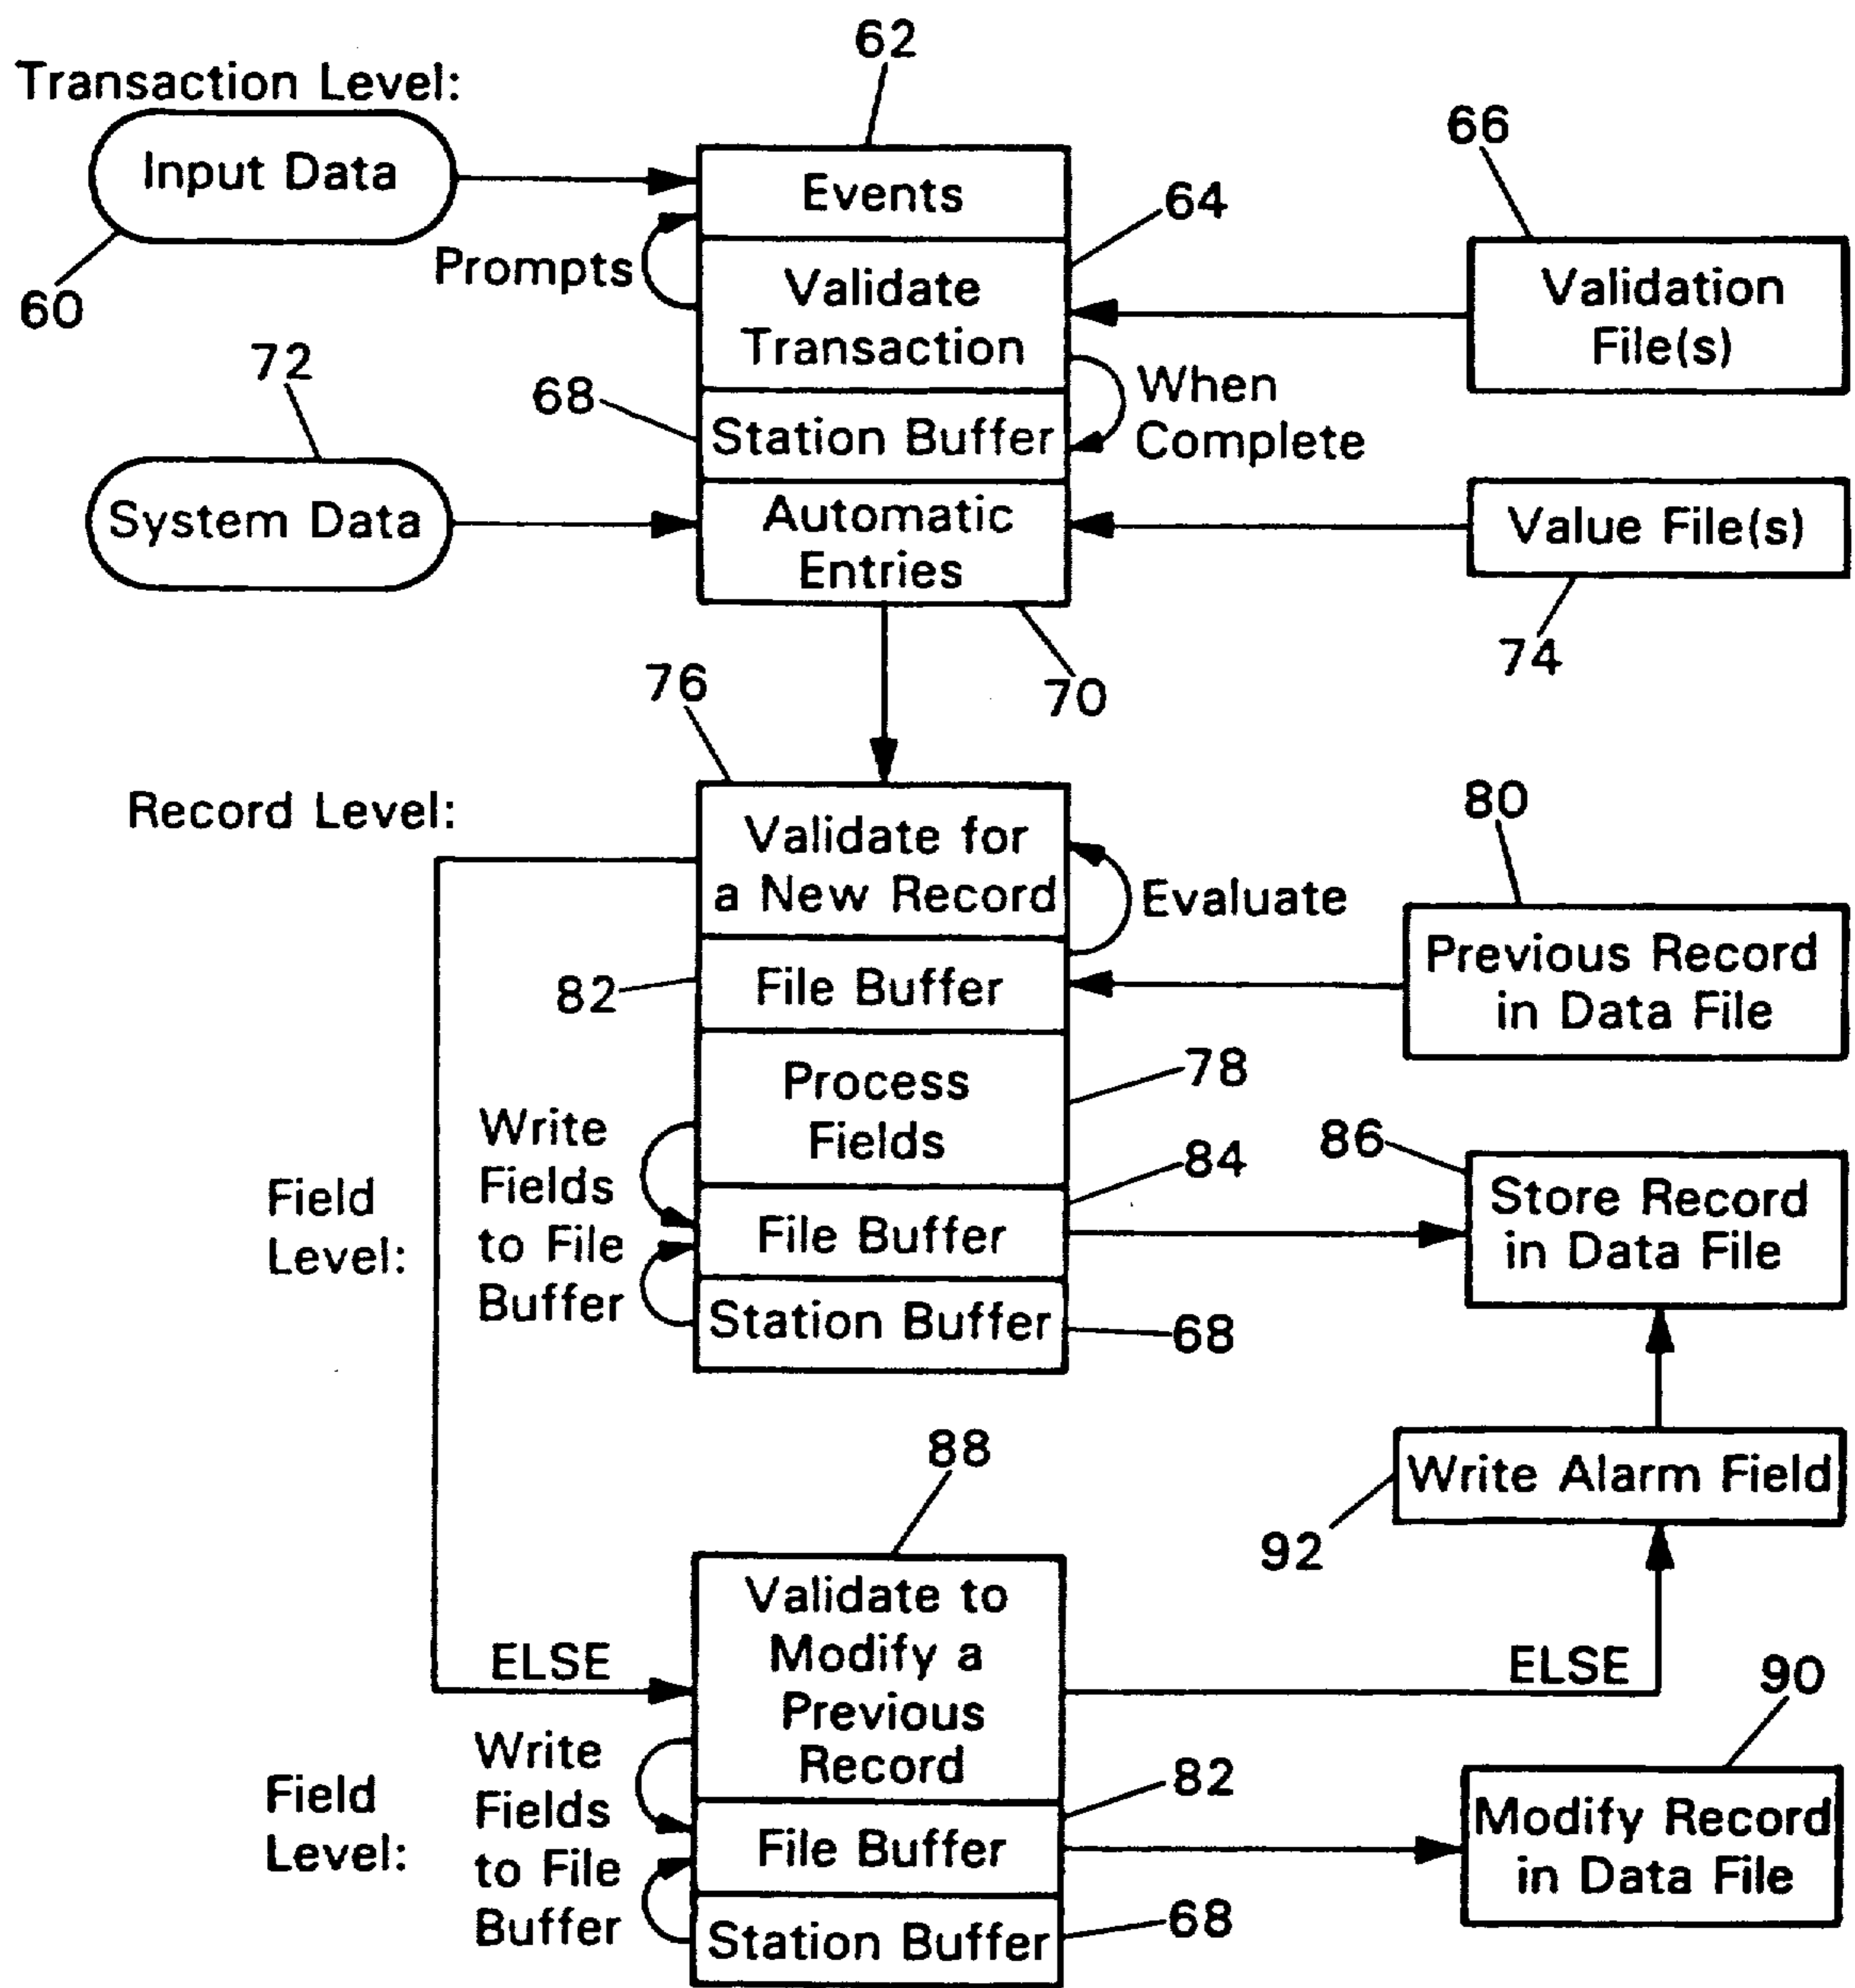 62
Transaction Level:
Input Data
60
Events
Prompts
64
Validate
Transaction
66
Validation
File(s)
When
Complete
68
Station Buffer
72
System Data
Automatic
Entries
70
Value File(s)
74
76
Record Level:
Validate for
a New Record
Evaluate
80
Previous Record
in Data File
82
File Buffer
Process
Fields
78
Field
Level:
Write
Fields
to File
Buffer
84
File Buffer
86
Store Record
in Data File
Station Buffer
68
88
Write Alarm Field
92
Validate to
Modify a
Previous
Record
ELSE
ELSE
90
Field
Level:
Write
Fields
to File
Buffer
82
File Buffer
Modify Record
in Data File
Station Buffer
68